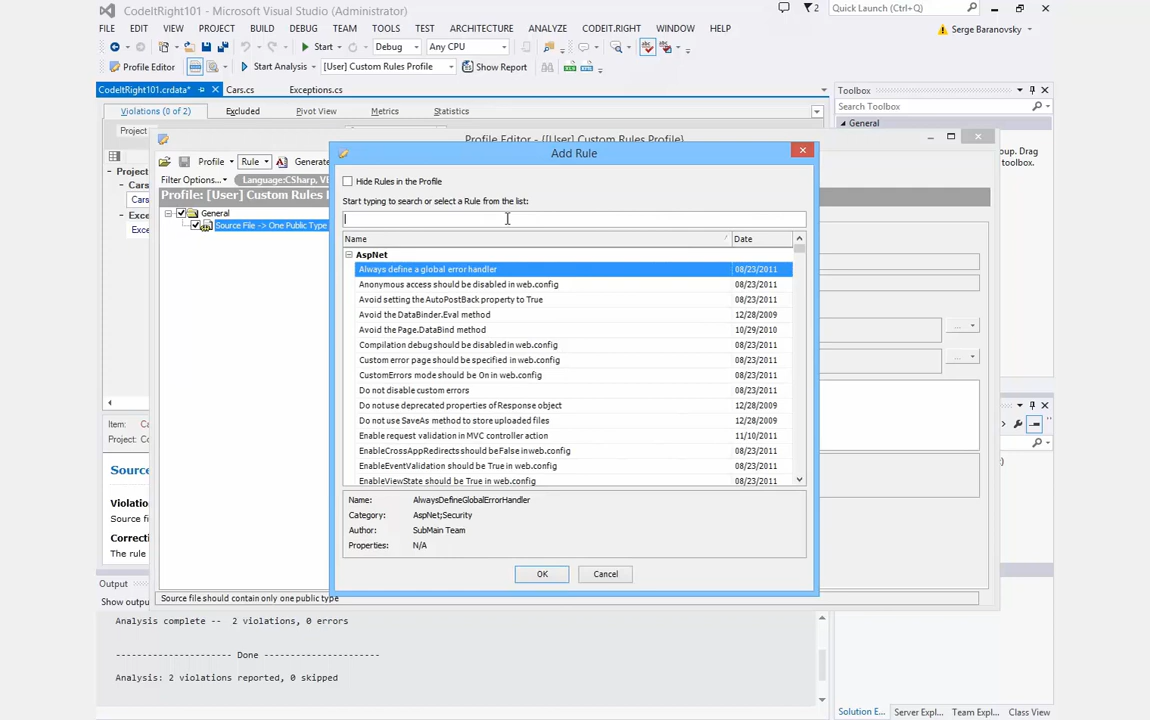 CodeItRight101 - Microsoft Visual Studio (Administrator)
2
Quick Launch (Ctrl+Q)
FILE EDIT VIEW PROJECT BUILD DEBUG TEAM TOOLS TEST ARCHITECTURE ANALYZE CODEIT.RIGHT WINDOW HELP
Serge Baranovsky
Start Debug Any CPU
Profile Editor Start Analysis [User] Custom Rules Profile Show Report
CodeItRight101.crdata* Cars.cs Exceptions.cs
Toolbox
Violations (0 of 2) Excluded Pivot View Metrics Statistics
Search Toolbox
General
Project
Profile Editor - ([User] Custom Rules Profile)
Add Rule
Profile Rule Generate
Filter Options... Language:CSharp, VB
Profile: [User] Custom Rules
General
Source File -> One Public Type
Project
Cars
Cars.
Exce
Exce
Hide Rules in the Profile
Start typing to search or select a Rule from the list:
Name Date
AspNet
Always define a global error handler 08/23/2011
Anonymous access should be disabled in web.config 08/23/2011
Avoid setting the AutoPostBack property to True 08/23/2011
Avoid the DataBinder.Eval method 12/28/2009
Avoid the Page.DataBind method 10/29/2010
Compilation debug should be disabled in web.config 08/23/2011
Custom error page should be specified in web.config 08/23/2011
CustomErrors mode should be On in web.config 08/23/2011
Do not disable custom errors 08/23/2011
Do not use deprecated properties of Response object 12/28/2009
Do not use SaveAs method to store uploaded files 12/28/2009
Enable request validation in MVC controller action 11/10/2011
EnableCrossAppRedirects should be False in web.config 08/23/2011
EnableEventValidation should be True in web.config 08/23/2011
EnableViewState should be True in web.config 08/23/2011
Name: AlwaysDefineGlobalErrorHandler
Category: AspNet;Security
Author: SubMain Team
Properties: N/A
OK Cancel
up. Drag
toolbox.
Item: Ca
Project: Co
Source
Violation
Source fi
Correc
The rule
Source file should contain only one public type
Output
Show outpu
Analysis complete -- 2 violations, 0 errors
---------------------- Done ----------------------
Analysis: 2 violations reported, 0 skipped
Solution E... Server Expl... Team Expl... Class View